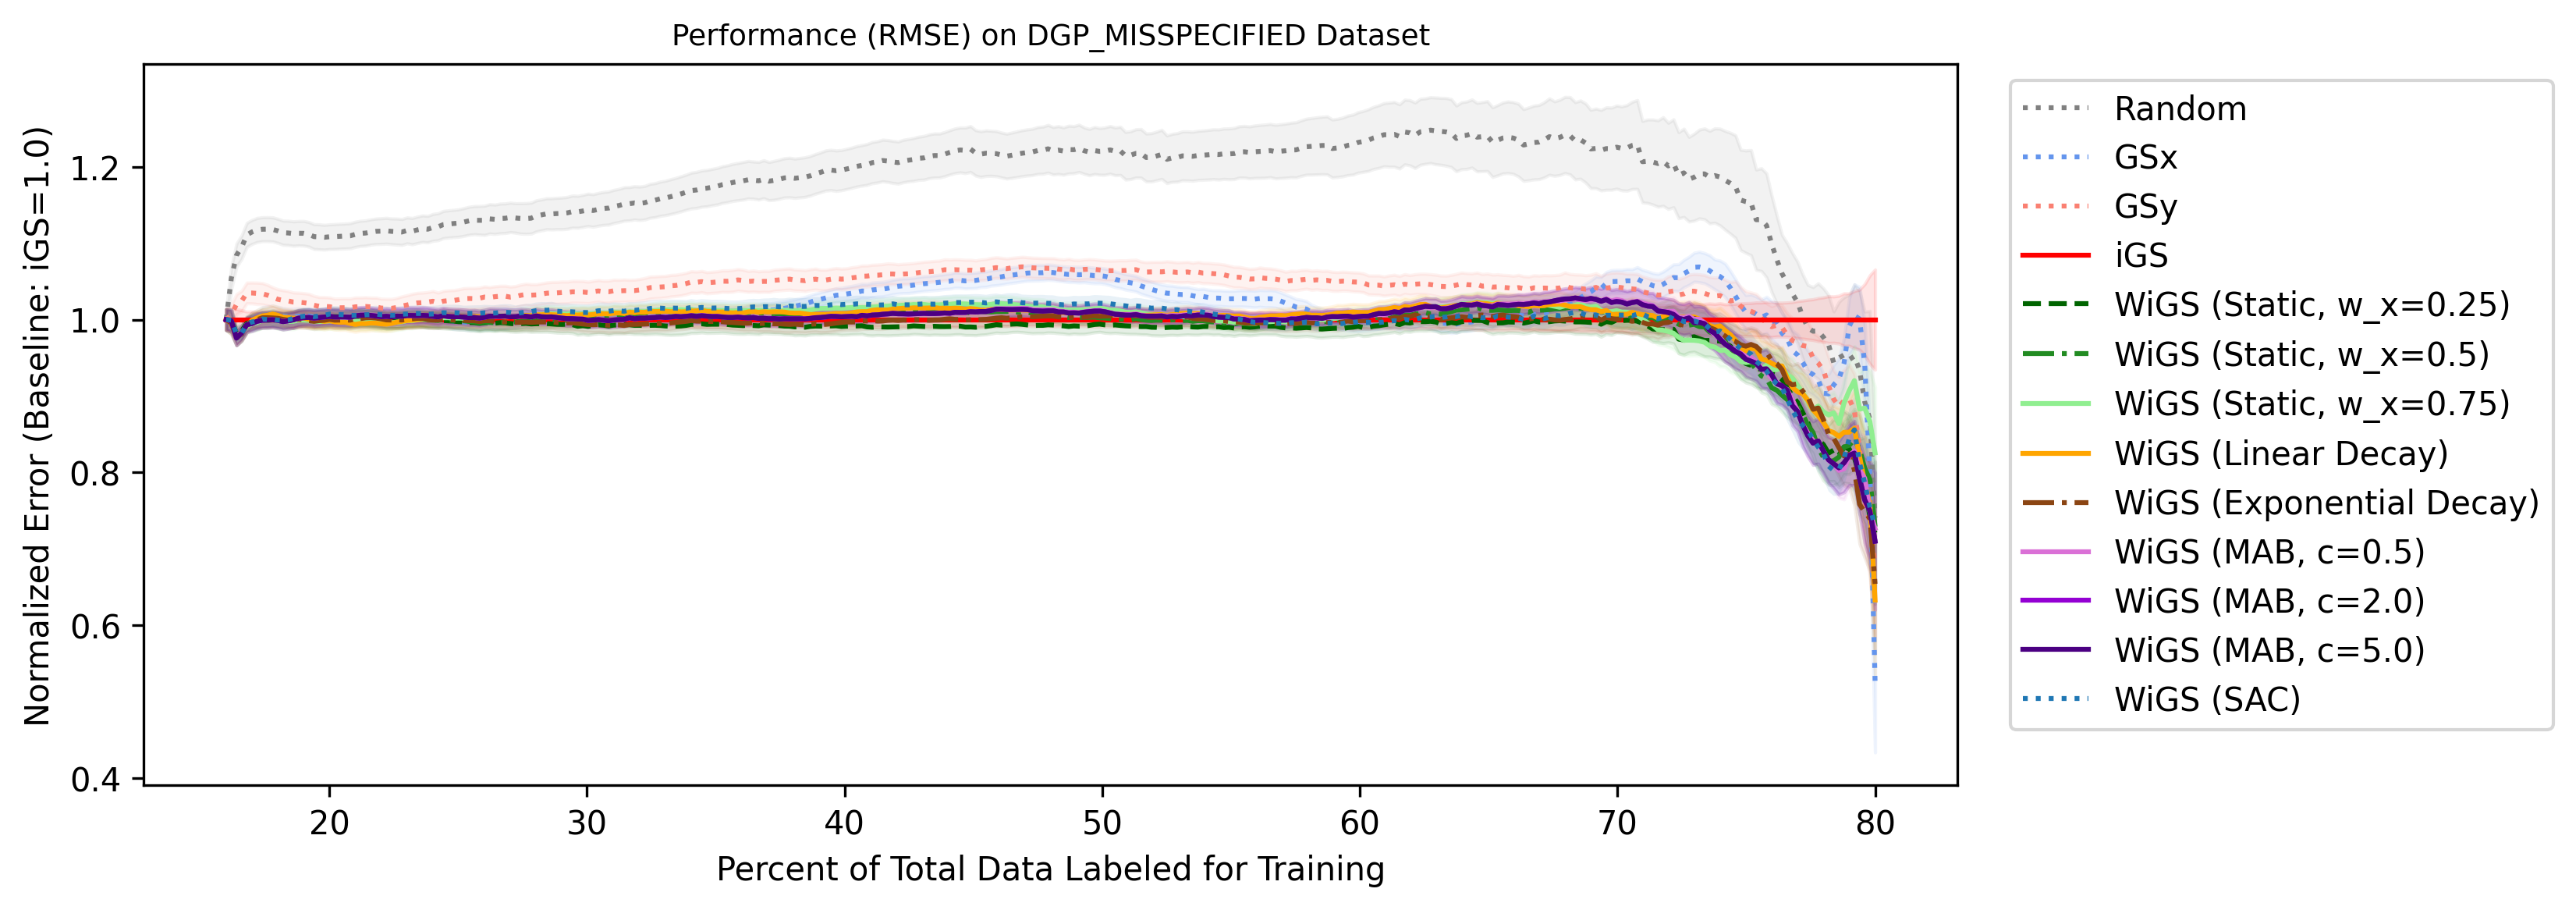 Performance (RMSE) on DGP_MISSPECIFIED Dataset
Normalized Error (Baseline: iGS=1.0)
1.2
1.0
0.8
0.6
0.4
20 30 40 50 60 70 80
Percent of Total Data Labeled for Training
Random
GSx
GSy
iGS
WiGS (Static, w_x=0.25)
WiGS (Static, w_x=0.5)
WiGS (Static, w_x=0.75)
WiGS (Linear Decay)
WiGS (Exponential Decay)
WiGS (MAB, c=0.5)
WiGS (MAB, c=2.0)
WiGS (MAB, c=5.0)
WiGS (SAC)